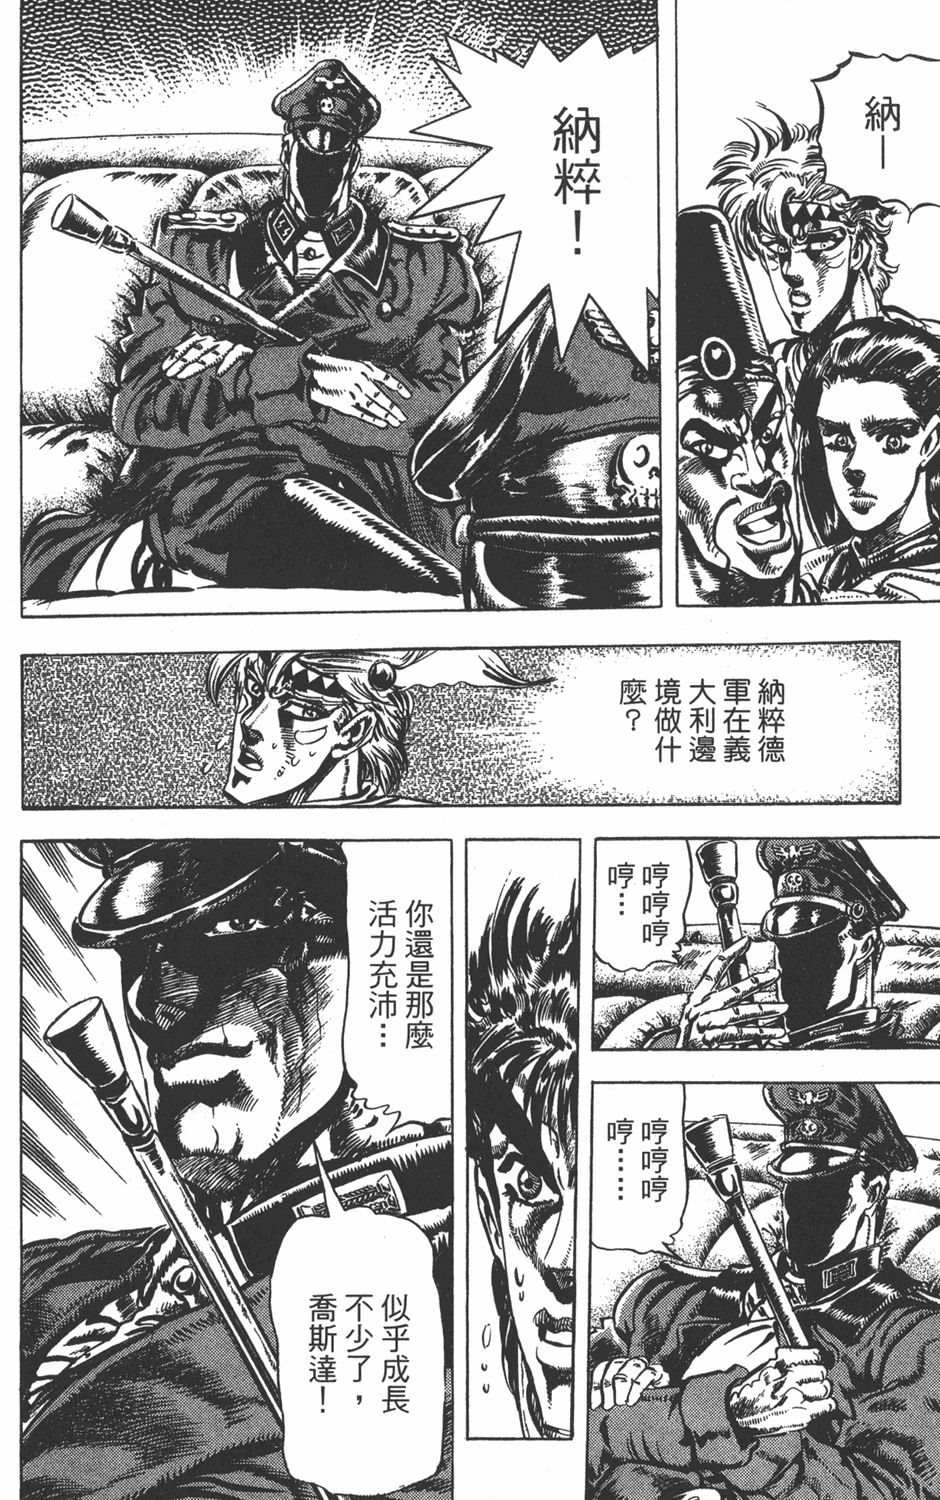 納—
納粹！
納粹德
軍在義
大利邊
境做什
麼？
哼哼哼
哼…
哼哼哼
哼……
你還是那麼
活力充沛…
似乎成長
不少了，
喬斯達！